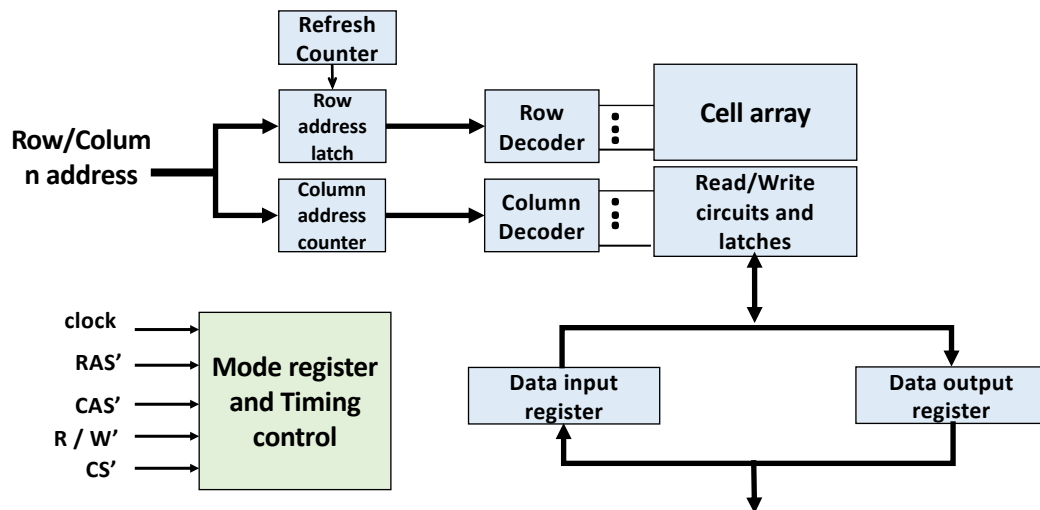 Refresh
Counter
Row
address
latch
Row
Decoder
Cell array
Row/Colum
n address
Column
address
counter
Column
Decoder
Read/Write
circuits and
latches
clock
RAS’
CAS’
R / W’
CS’
Mode register
and Timing
control
Data input
register
Data output
register